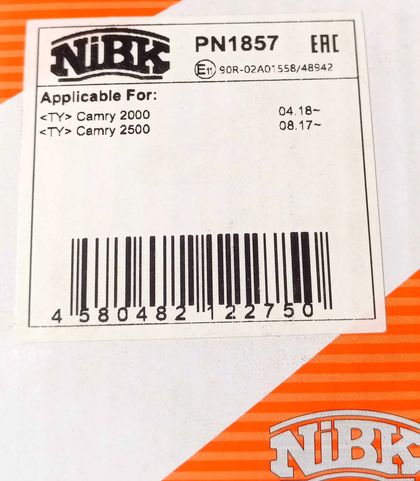 NiBK PN1857 EAC
E11 90R-02A01558/48942
Applicable For:
<TY> Camry 2000 04.18~
<TY> Camry 2500 08.17~
4 580482 122750
NiBK